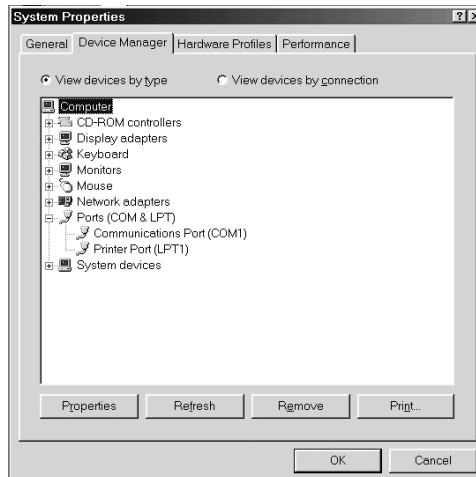 System Properties
General Device Manager Hardware Profiles Performance
View devices by type View devices by connection
Computer
CD-ROM controllers
Display adapters
Keyboard
Monitors
Mouse
Network adapters
Ports (COM & LPT)
Communications Port (COM1)
Printer Port (LPT1)
System devices
Properties Refresh Remove Print...
OK Cancel